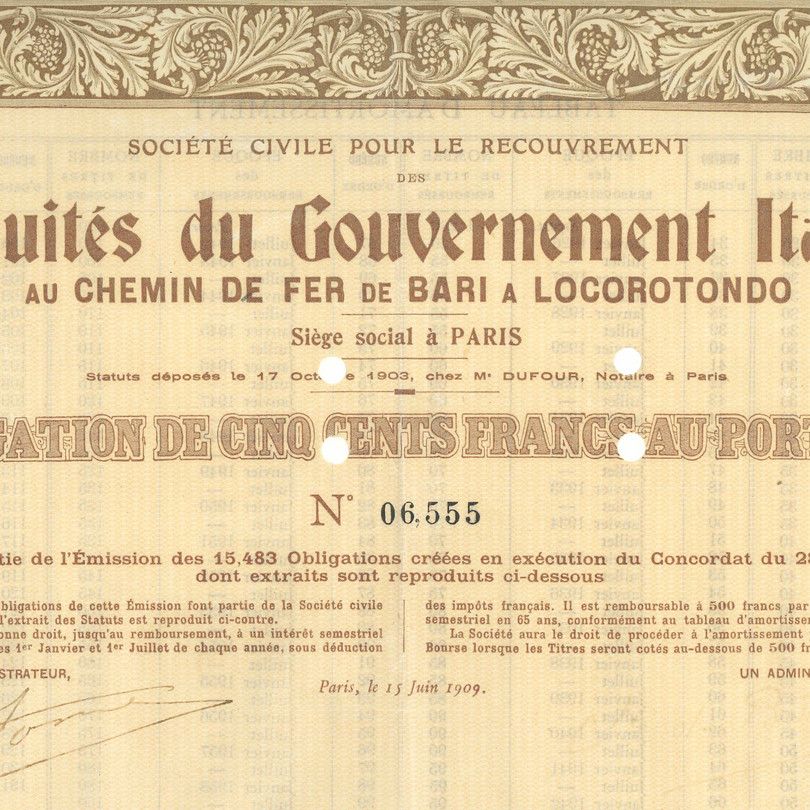 SOCIÉTÉ CIVILE POUR LE RECOUVREMENT
DES
uités du Gouvernement Ita
AU CHEMIN DE FER DE BARI A LOCOROTONDO
Siège social à PARIS
Statuts déposés le 17 Oct e 1903, chez Me DUFOUR, Notaire à Paris
GATION DE CINQ CENTS FRANCS AU PORT
N° 06,555
tie de l'Émission des 15,483 Obligations créées en exécution du Concordat du 28
dont extraits sont reproduits ci-dessous
bligations de cette Émission font partie de la Société civile
l'extrait des Statuts est reproduit ci-contre.
onne droit, jusqu'au remboursement, à un intérêt semestriel
es 1er Janvier et 1er Juillet de chaque année, sous déduction
des impôts français. Il est remboursable à 500 francs par
semestriel en 65 ans, conformément au tableau d'amortissem
La Société aura le droit de procéder à l'amortissement
Bourse lorsque les Titres seront cotés au-dessous de 500 fr
STRATEUR,
UN ADMIN
Paris, le 15 Juin 1909.